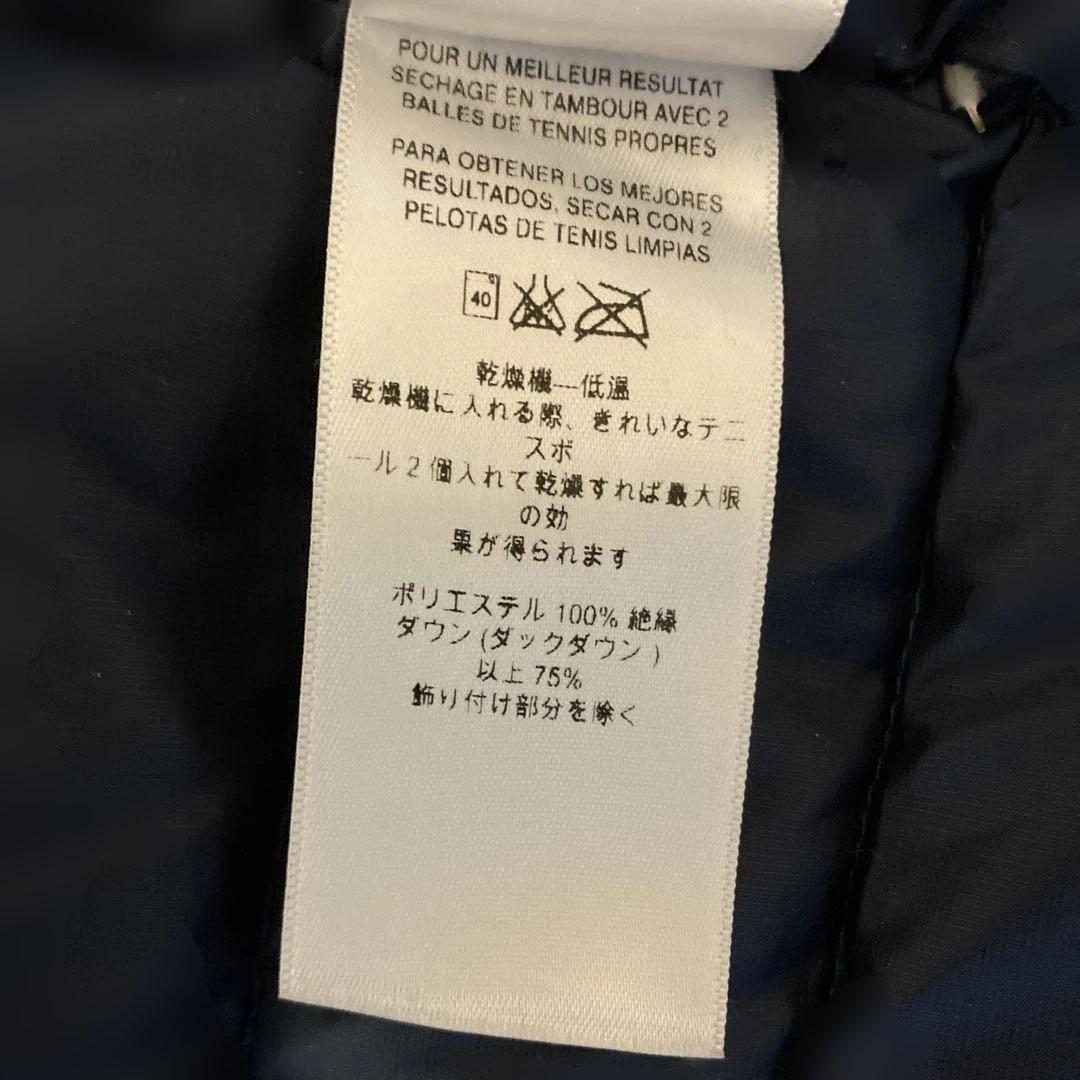 POUR UN MEILLEUR RESULTAT
SECHAGE EN TAMBOUR AVEC 2
BALLES DE TENNIS PROPRES
PARA OBTENER LOS MEJORES
RESULTADOS, SECAR CON 2
PELOTAS DE TENIS LIMPIAS
40
乾燥機—低温
乾燥機に入れる際、きれいなテニ
スボ
ール2個入れて乾燥すれば最大限
の効
果が得られます
ポリエステル 100% 絶縁
ダウン (ダックダウン )
以上 75%
飾り付け部分を除く